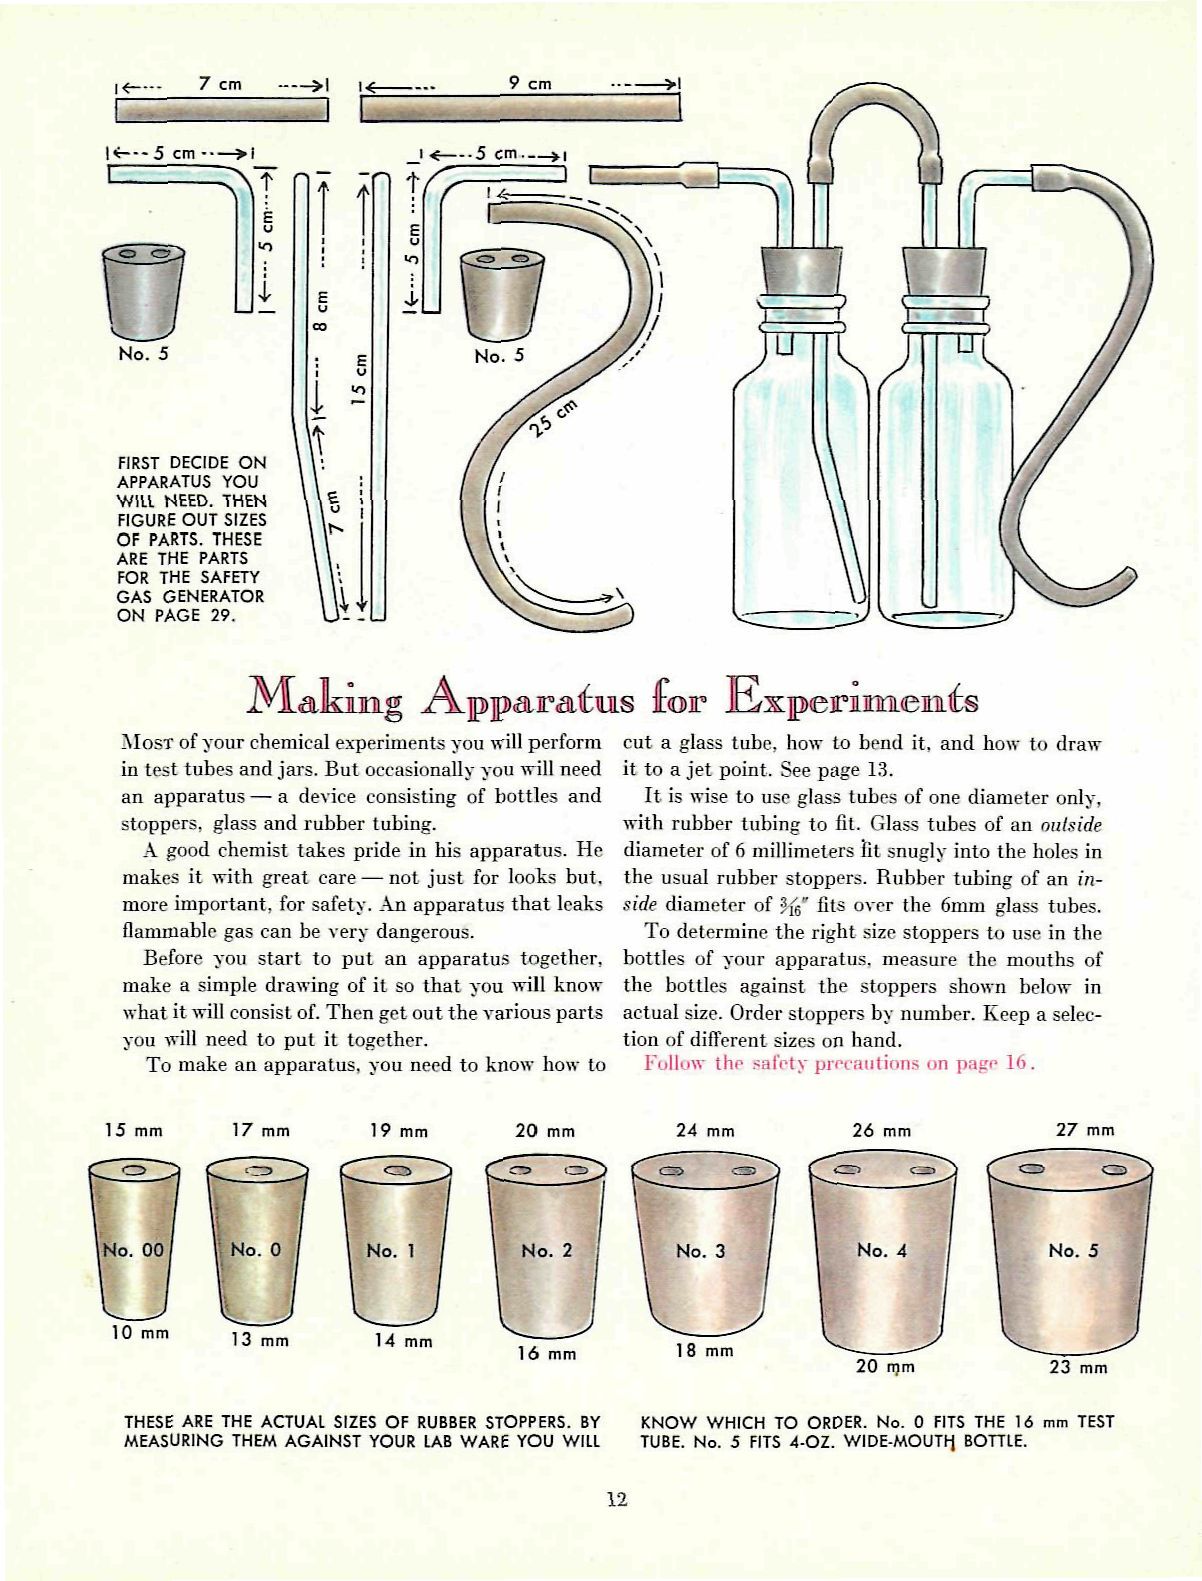 7 cm
9 cm
5 cm
5 cm
5 cm
5 cm
8 cm
15 cm
7 cm
25 cm
No. 5
No. 5
FIRST DECIDE ON
APPARATUS YOU
WILL NEED. THEN
FIGURE OUT SIZES
OF PARTS. THESE
ARE THE PARTS
FOR THE SAFETY
GAS GENERATOR
ON PAGE 29.
Making Apparatus for Experiments
MOST of your chemical experiments you will perform
in test tubes and jars. But occasionally you will need
an apparatus — a device consisting of bottles and
stoppers, glass and rubber tubing.
A good chemist takes pride in his apparatus. He
makes it with great care — not just for looks but,
more important, for safety. An apparatus that leaks
flammable gas can be very dangerous.
Before you start to put an apparatus together,
make a simple drawing of it so that you will know
what it will consist of. Then get out the various parts
you will need to put it together.
To make an apparatus, you need to know how to
cut a glass tube, how to bend it, and how to draw
it to a jet point. See page 13.
It is wise to use glass tubes of one diameter only,
with rubber tubing to fit. Glass tubes of an outside
diameter of 6 millimeters fit snugly into the holes in
the usual rubber stoppers. Rubber tubing of an in-
side diameter of 3/16" fits over the 6mm glass tubes.
To determine the right size stoppers to use in the
bottles of your apparatus, measure the mouths of
the bottles against the stoppers shown below in
actual size. Order stoppers by number. Keep a selec-
tion of different sizes on hand.
Follow the safety precautions on page 16.
15 mm
17 mm
19 mm
20 mm
24 mm
26 mm
27 mm
No. 00
No. 0
No. 1
No. 2
No. 3
No. 4
No. 5
10 mm
13 mm
14 mm
16 mm
18 mm
20 mm
23 mm
THESE ARE THE ACTUAL SIZES OF RUBBER STOPPERS. BY
MEASURING THEM AGAINST YOUR LAB WARE YOU WILL
KNOW WHICH TO ORDER. No. 0 FITS THE 16 mm TEST
TUBE. No. 5 FITS 4-OZ. WIDE-MOUTH BOTTLE.
12